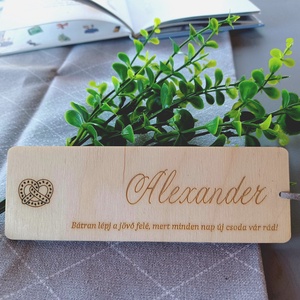 Alexander
Bátran lépj a jövő felé, mert minden nap új csoda vár rád!